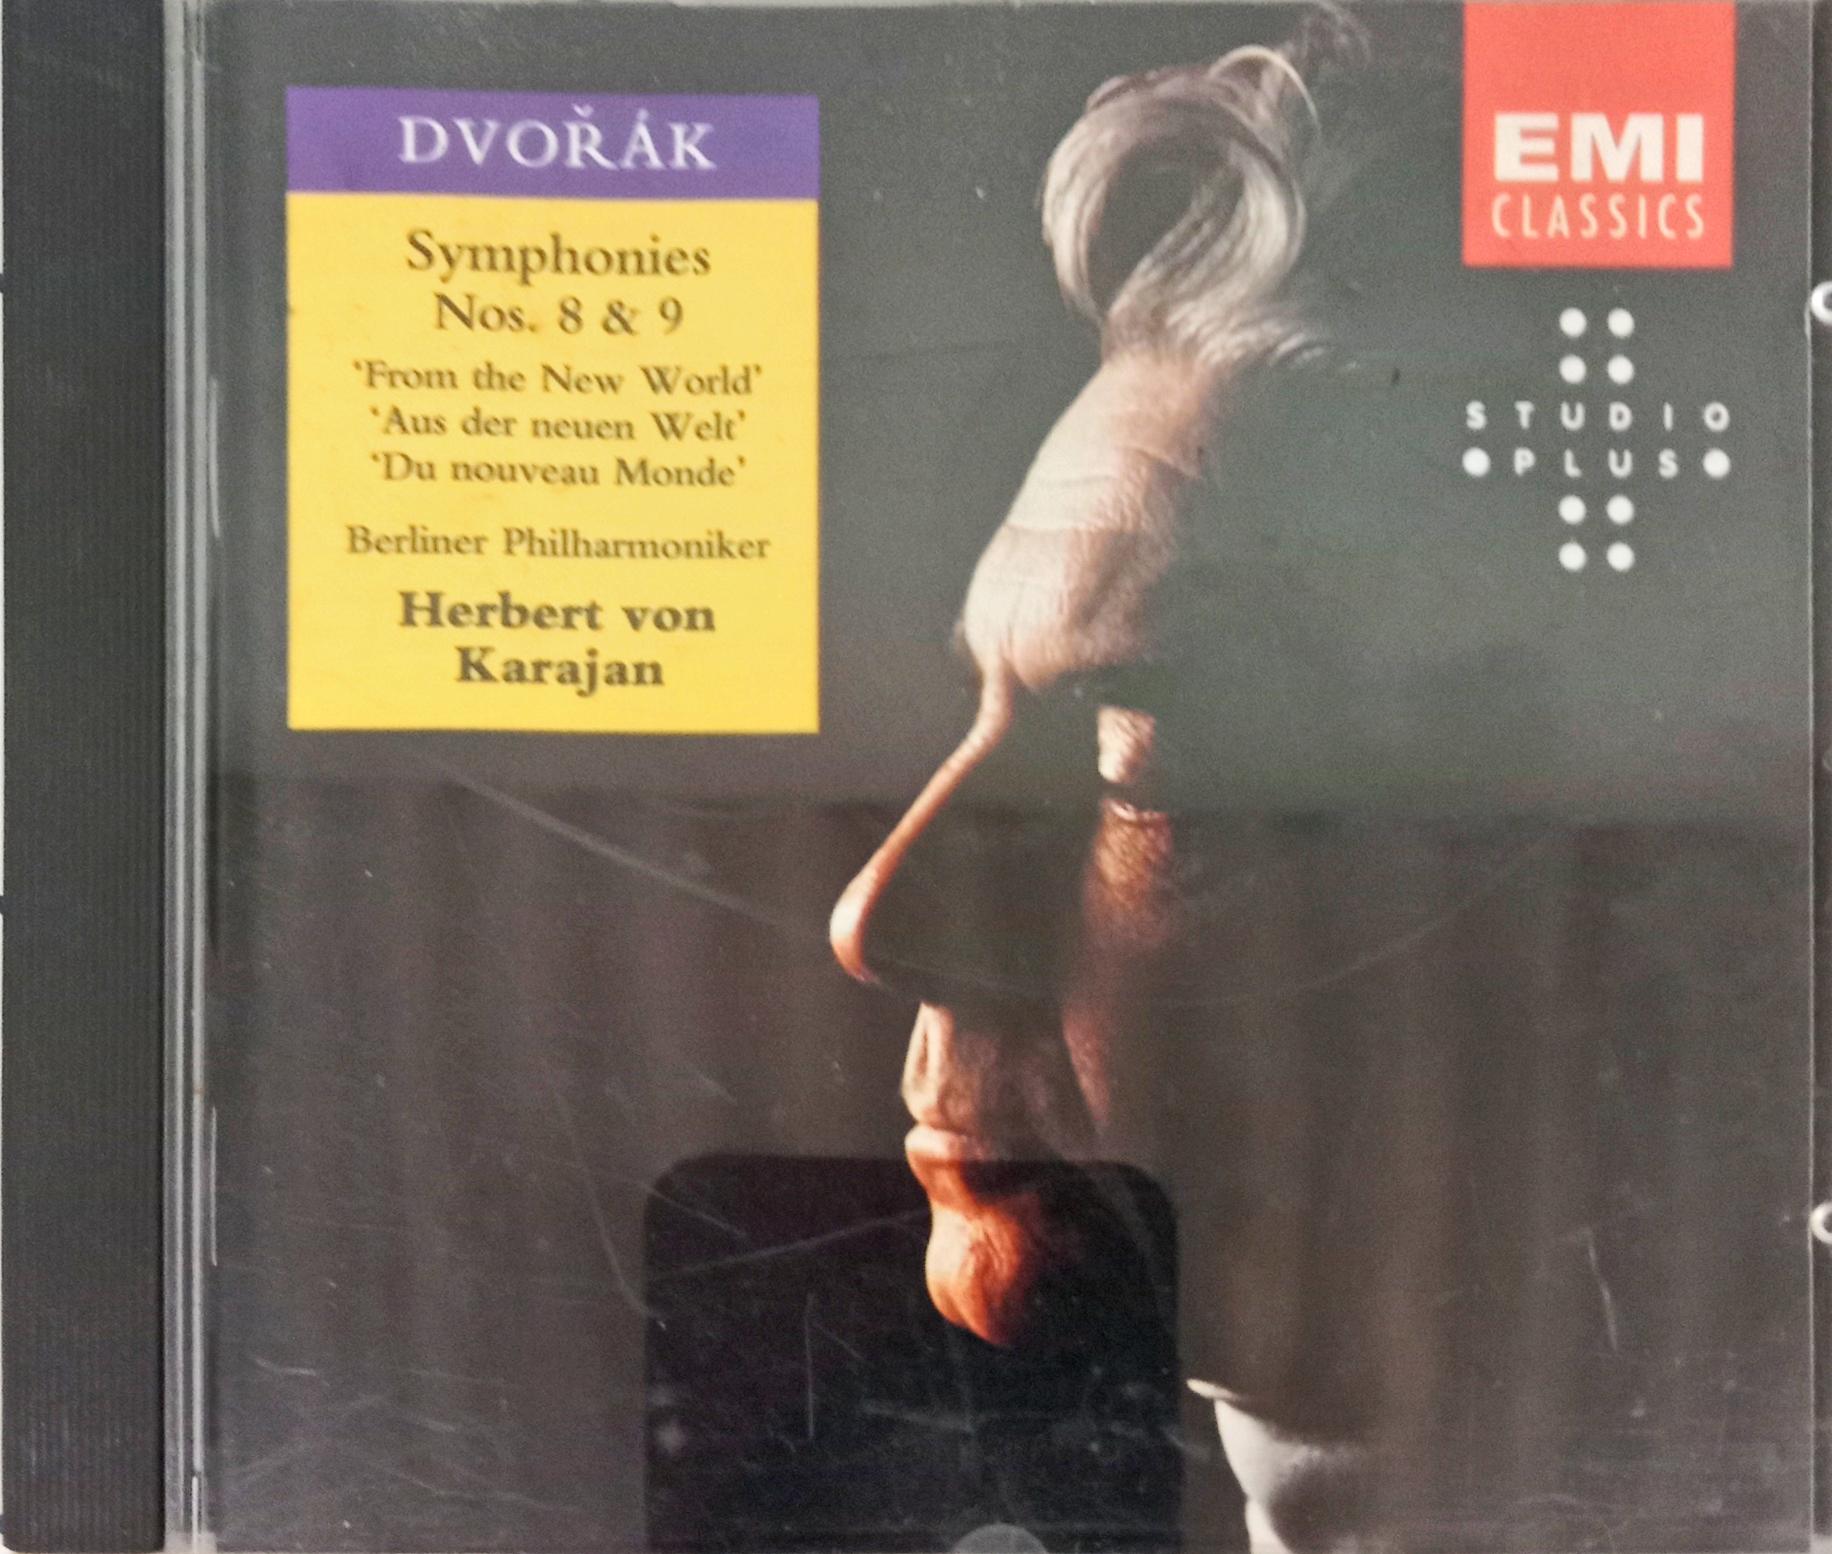 DVOŘÁK
Symphonies
Nos. 8 & 9
‘From the New World’
‘Aus der neuen Welt’
‘Du nouveau Monde’
Berliner Philharmoniker
Herbert von
Karajan
EMI
CLASSICS
STUDIO
PLUS